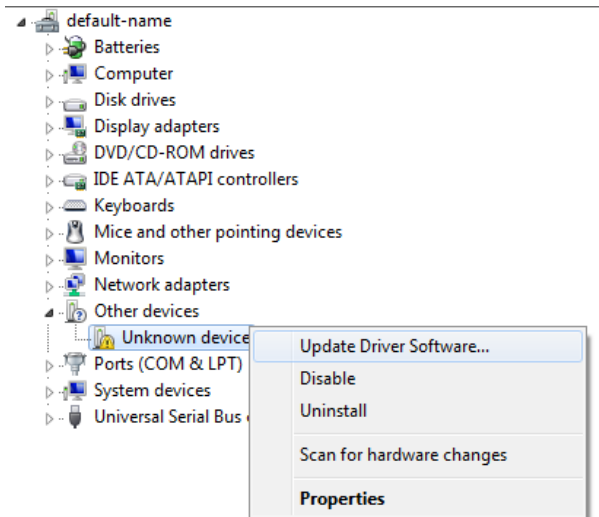 default-name
Batteries
Computer
Disk drives
Display adapters
DVD/CD-ROM drives
IDE ATA/ATAPI controllers
Keyboards
Mice and other pointing devices
Monitors
Network adapters
Other devices
Unknown device
Ports (COM & LPT)
System devices
Universal Serial Bus
Update Driver Software...
Disable
Uninstall
Scan for hardware changes
Properties